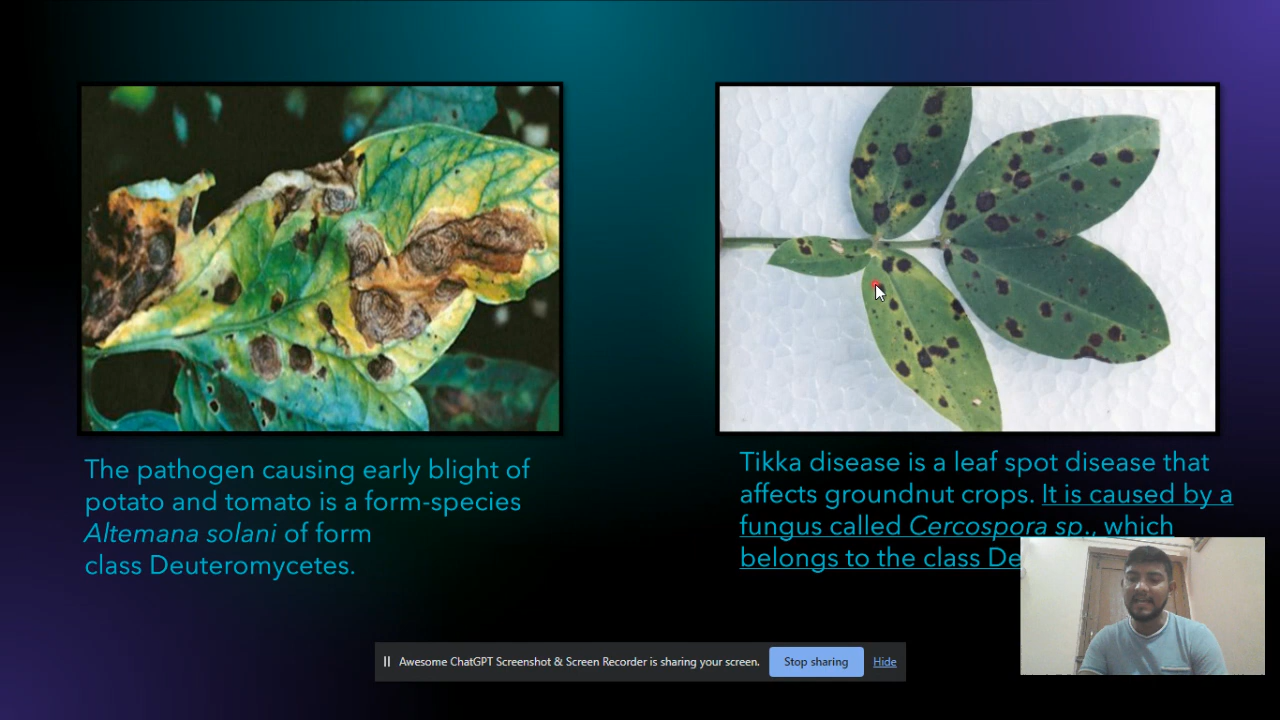 The pathogen causing early blight of
potato and tomato is a form-species
Altemana solani of form
class Deuteromycetes.
Tikka disease is a leaf spot disease that
affects groundnut crops. It is caused by a
fungus called Cercospora sp., which
belongs to the class De
Awesome ChatGPT Screenshot & Screen Recorder is sharing your screen.
Stop sharing
Hide